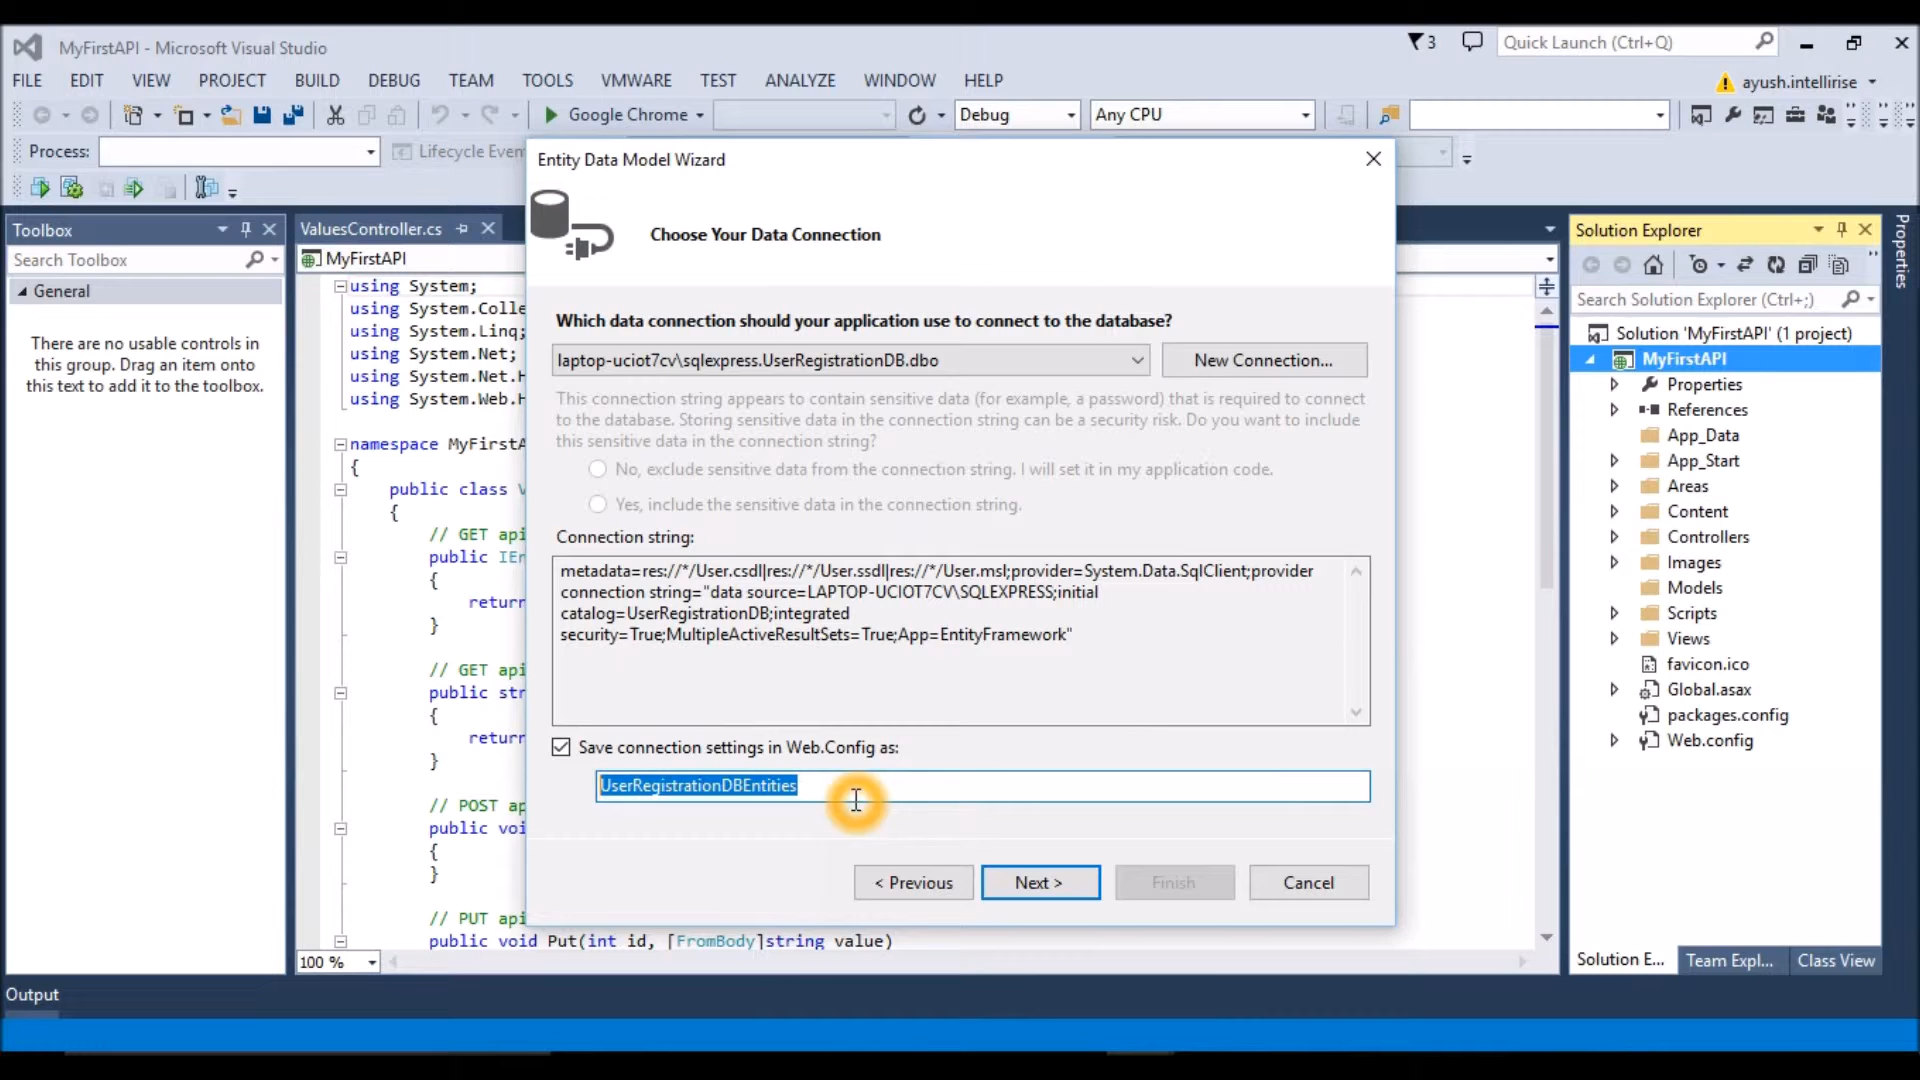 MyFirstAPI - Microsoft Visual Studio
3
Quick Launch (Ctrl+Q)
FILE EDIT VIEW PROJECT BUILD DEBUG TEAM TOOLS VMWARE TEST ANALYZE WINDOW HELP
ayush.intellirise
Google Chrome
Debug
Any CPU
Process:
Lifecycle Even
Entity Data Model Wizard
Choose Your Data Connection
Which data connection should your application use to connect to the database?
laptop-uciot7cv\sqlexpress.UserRegistrationDB.dbo
New Connection...
This connection string appears to contain sensitive data (for example, a password) that is required to connect
to the database. Storing sensitive data in the connection string can be a security risk. Do you want to include
this sensitive data in the connection string?
No, exclude sensitive data from the connection string. I will set it in my application code.
Yes, include the sensitive data in the connection string.
Connection string:
metadata=res://*/User.csdl|res://*/User.ssdl|res://*/User.msl;provider=System.Data.SqlClient;provider
connection string="data source=LAPTOP-UCIOT7CV\SQLEXPRESS;initial
catalog=UserRegistrationDB;integrated
security=True;MultipleActiveResultSets=True;App=EntityFramework"
Save connection settings in Web.Config as:
UserRegistrationDBEntities
< Previous
Next >
Finish
Cancel
Toolbox
Search Toolbox
General
There are no usable controls in
this group. Drag an item onto
this text to add it to the toolbox.
ValuesController.cs
MyFirstAPI
using System;
using System.Colle
using System.Linq;
using System.Net;
using System.Net.H
using System.Web.H
namespace MyFirstA
{
public class V
{
// GET api
public IEn
{
return
}
// GET api
public str
{
return
}
// POST ap
public voi
{
}
// PUT api
public void Put(int id, [FromBody]string value)
100 %
Solution Explorer
Search Solution Explorer (Ctrl+;)
Solution 'MyFirstAPI' (1 project)
MyFirstAPI
Properties
References
App_Data
App_Start
Areas
Content
Controllers
Images
Models
Scripts
Views
favicon.ico
Global.asax
packages.config
Web.config
Solution E...
Team Expl...
Class View
Properties
Output